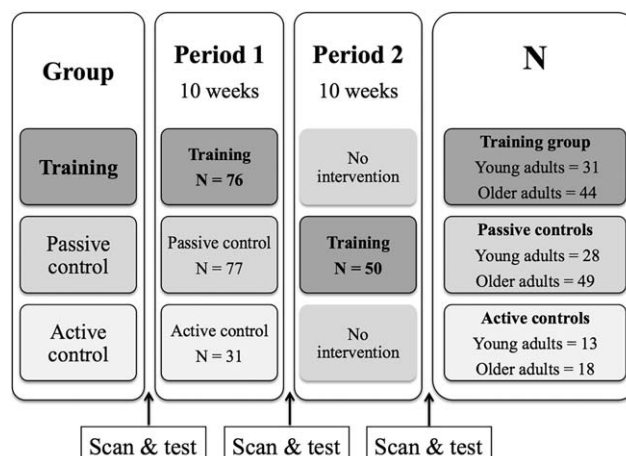 Group
Period 1
10 weeks
Period 2
10 weeks
N
Training
Training
N = 76
No
intervention
Training group
Young adults = 31
Older adults = 44
Passive
control
Passive control
N = 77
Training
N = 50
Passive controls
Young adults = 28
Older adults = 49
Active
control
Active control
N = 31
No
intervention
Active controls
Young adults = 13
Older adults = 18
Scan & test
Scan & test
Scan & test